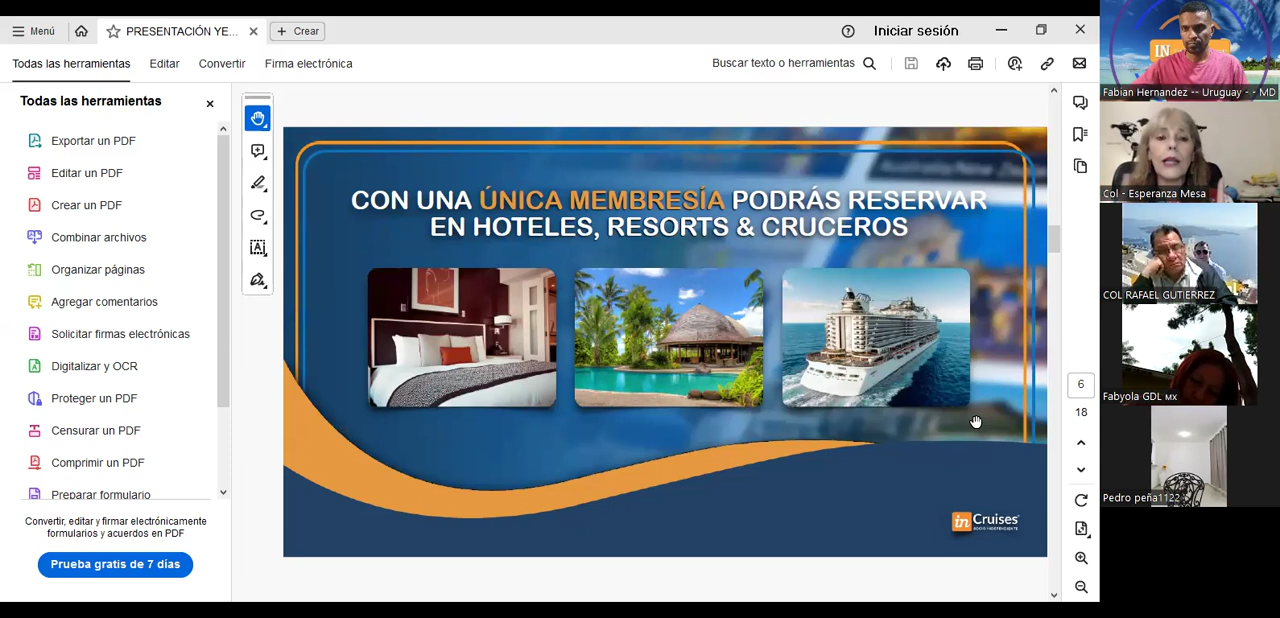 Menú
PRESENTACIÓN YE...
Crear
Iniciar sesión
Todas las herramientas
Editar
Convertir
Firma electrónica
Buscar texto o herramientas
Todas las herramientas
Exportar un PDF
Editar un PDF
Crear un PDF
Combinar archivos
Organizar páginas
Agregar comentarios
Solicitar firmas electrónicas
Digitalizar y OCR
Proteger un PDF
Censurar un PDF
Comprimir un PDF
Preparar formulario
Convertir, editar y firmar electrónicamente
formularios y acuerdos en PDF
Prueba gratis de 7 días
CON UNA ÚNICA MEMBRESÍA PODRÁS RESERVAR
EN HOTELES, RESORTS & CRUCEROS
inCruises
SOCIO INDEPENDIENTE
6
18
IN
Fabian Hernandez -- Uruguay - - MD
Col - Esperanza Mesa
COL RAFAEL GUTIERREZ
Fabyola GDL MX
Pedro peña1122